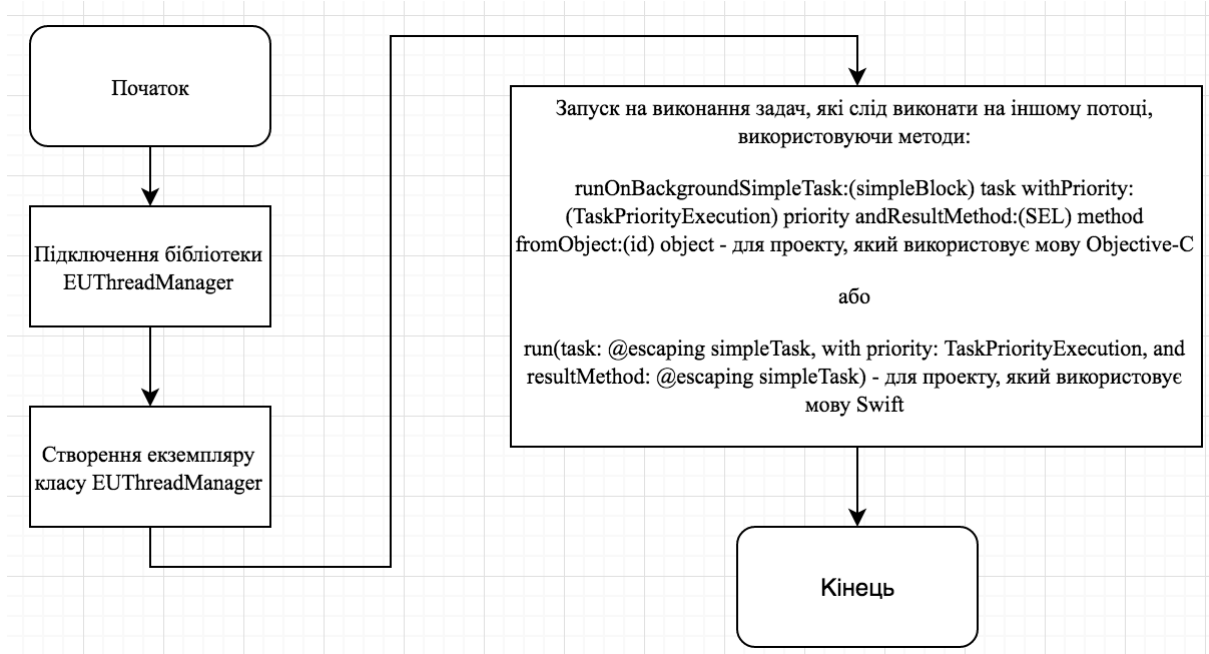 Початок
Підключення бібліотеки
EUThreadManager
Створення екземпляру
класу EUThreadManager
Запуск на виконання задач, які слід виконати на іншому потоці,
використовуючи методи:
runOnBackgroundSimpleTask:(simpleBlock) task withPriority:
(TaskPriorityExecution) priority andResultMethod:(SEL) method
fromObject:(id) object - для проекту, який використовує мову Objective-C
або
run(task: @escaping simpleTask, with priority: TaskPriorityExecution, and
resultMethod: @escaping simpleTask) - для проекту, який використовує
мову Swift
Кінець